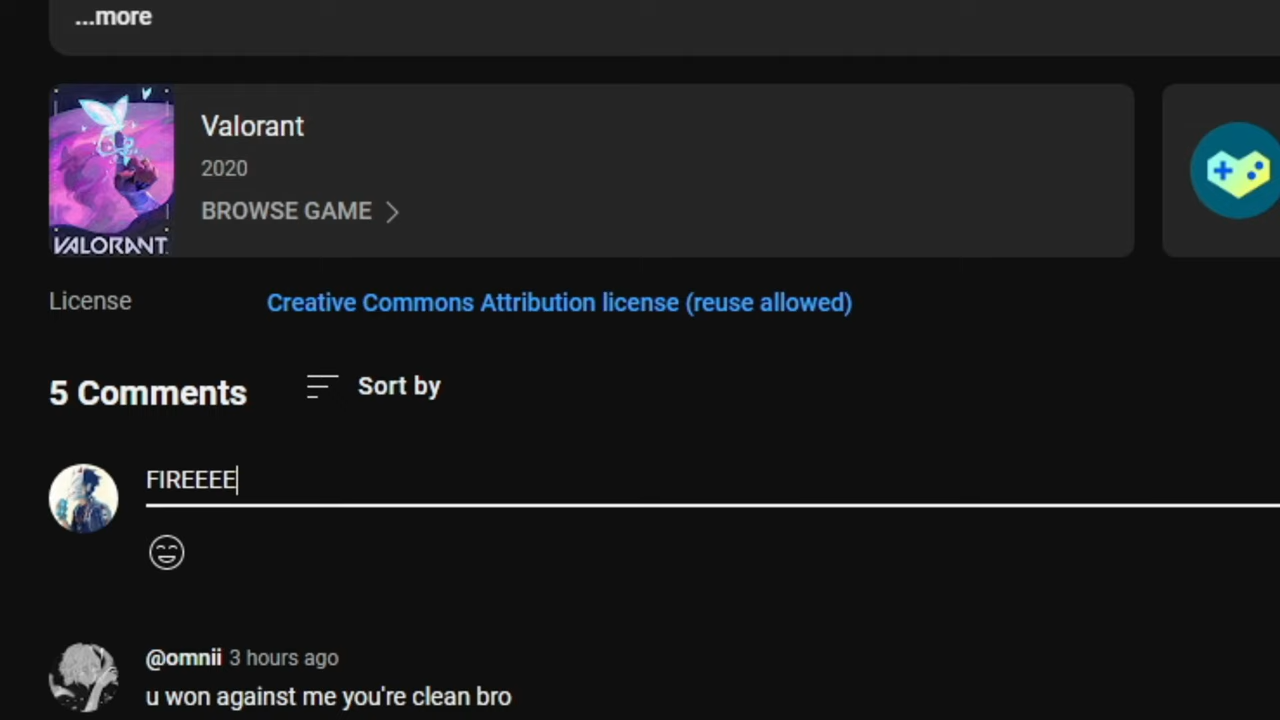 ...more
Valorant
2020
BROWSE GAME
VALORANT
License
Creative Commons Attribution license (reuse allowed)
5 Comments
Sort by
FIREEEE
@omnii 3 hours ago
u won against me you're clean bro